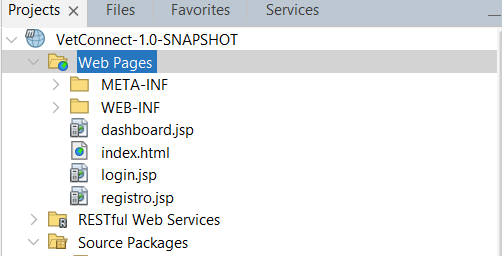 Projects × Files Favorites Services
VetConnect-1.0-SNAPSHOT
Web Pages
META-INF
WEB-INF
dashboard.jsp
index.html
login.jsp
registro.jsp
RESTful Web Services
Source Packages